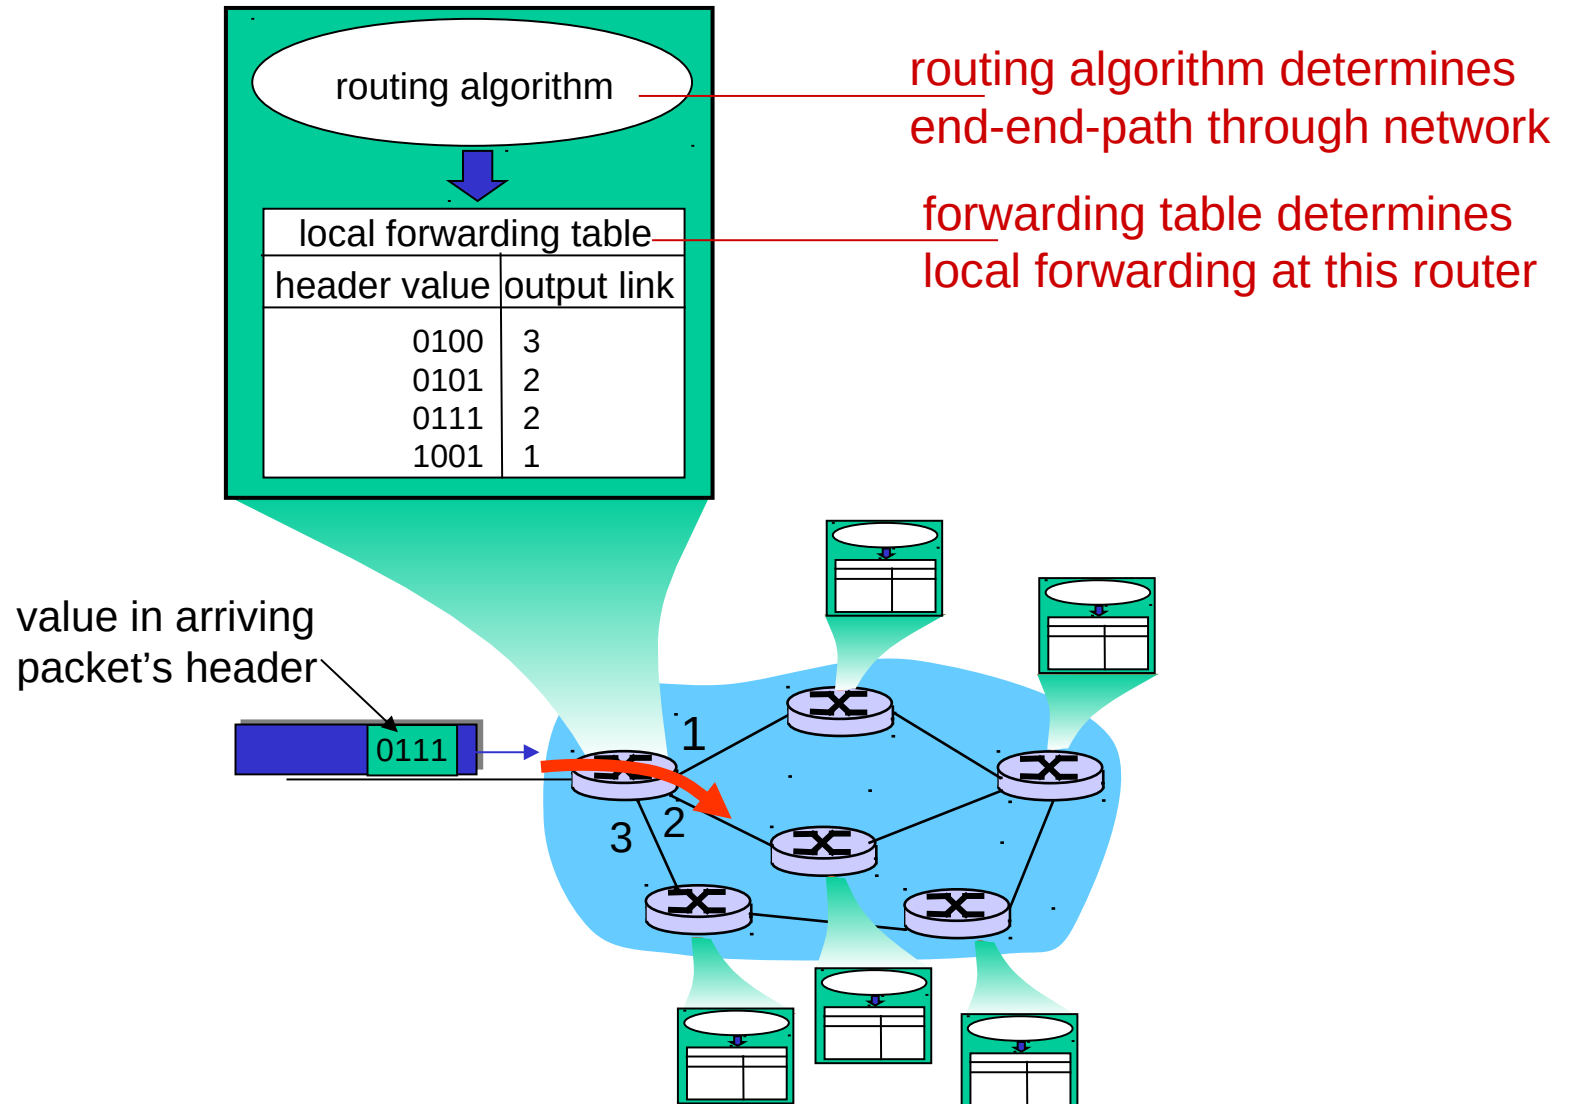 routing algorithm
routing algorithm determines
end-end-path through network
local forwarding table
forwarding table determines
local forwarding at this router
header value output link
0100 3
0101 2
0111 2
1001 1
value in arriving
packet’s header
0111
1
2
3